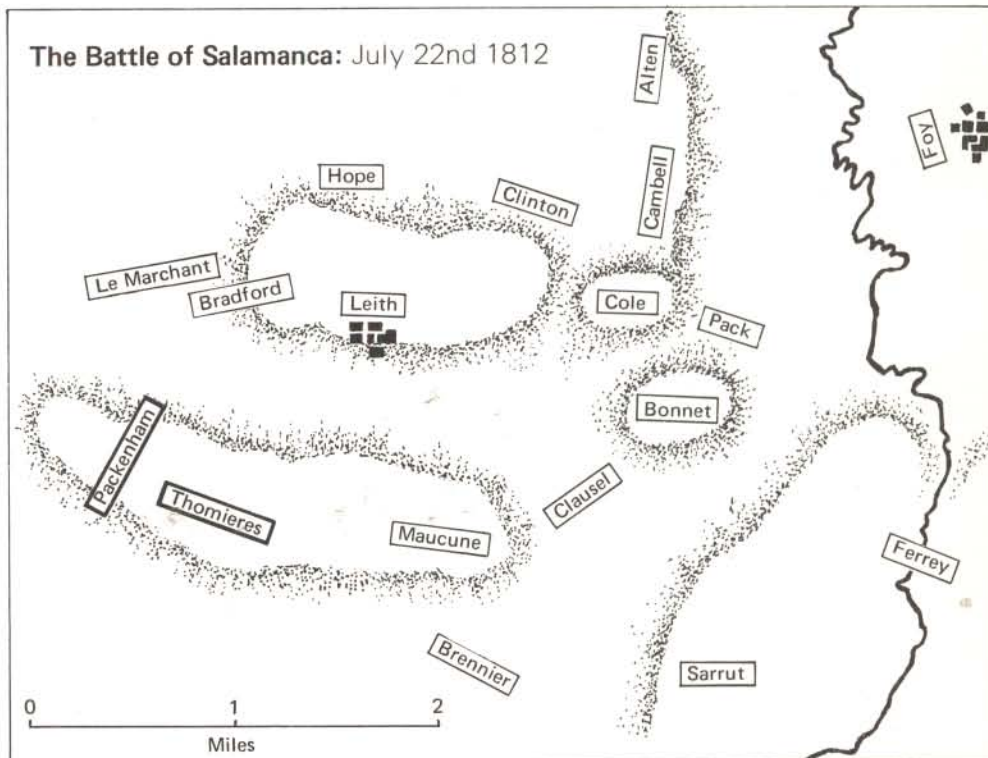 The Battle of Salamanca: July 22nd 1812
Alten
Foy
Hope
Cambell
Clinton
Le Marchant
Bradford
Leith
Cole
Pack
Bonnet
Packenham
Thomieres
Clausel
Maucune
Ferrey
Brennier
Sarrut
0 1 2
Miles